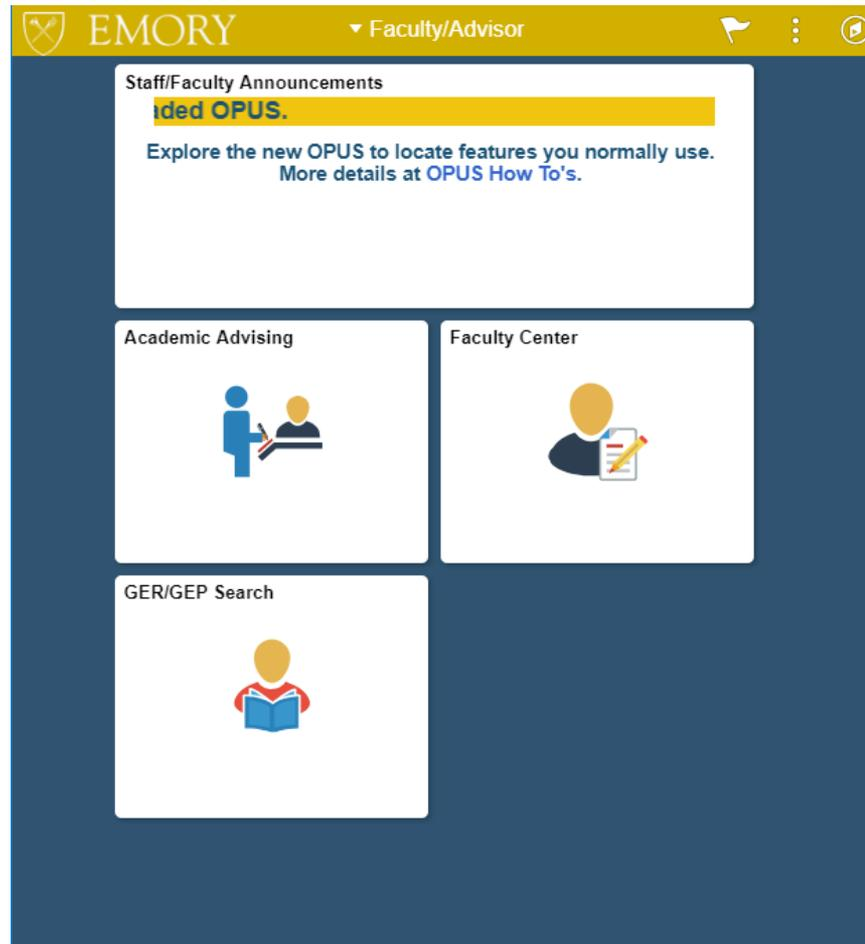 EMORY
Faculty/Advisor
Staff/Faculty Announcements
aded OPUS.
Explore the new OPUS to locate features you normally use.
More details at OPUS How To's.
Academic Advising
Faculty Center
GER/GEP Search